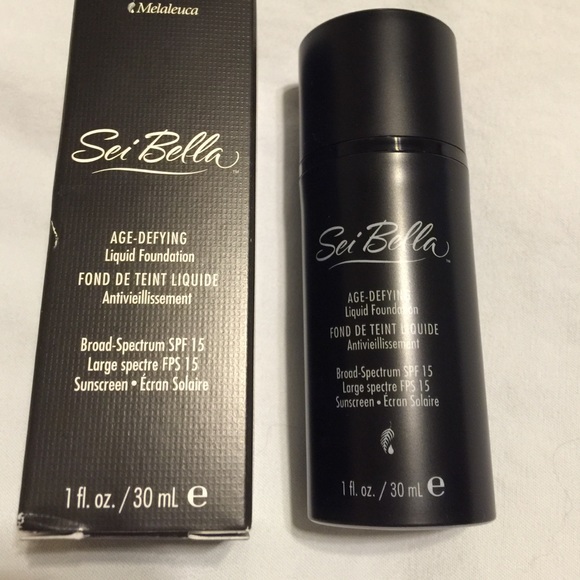 Melaleuca
Sei Bella™
AGE-DEFYING
Liquid Foundation
FOND DE TEINT LIQUIDE
Antivieillissement
Broad-Spectrum SPF 15
Large spectre FPS 15
Sunscreen • Écran Solaire
1 fl. oz. / 30 mL ℮
Sei Bella™
AGE-DEFYING
Liquid Foundation
FOND DE TEINT LIQUIDE
Antivieillissement
Broad-Spectrum SPF 15
Large spectre FPS 15
Sunscreen • Écran Solaire
1 fl. oz. / 30 mL ℮